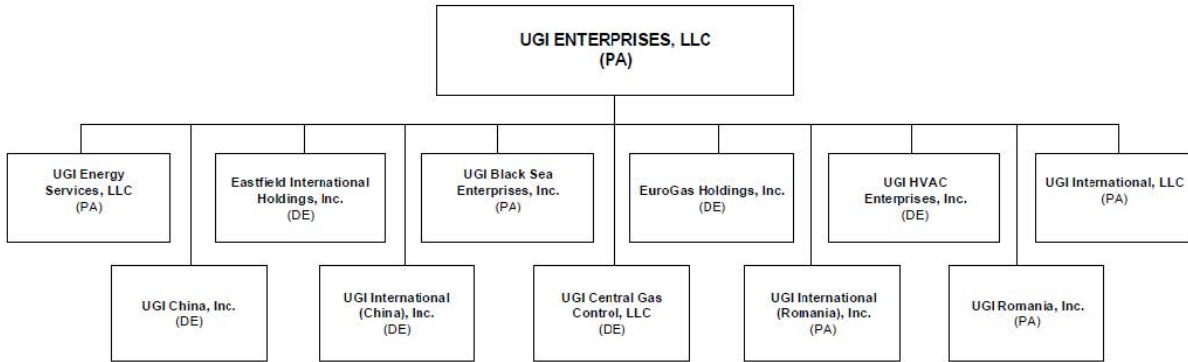 UGI ENTERPRISES, LLC
(PA)
UGI Energy
Services, LLC
(PA)
Eastfield International
Holdings, Inc.
(DE)
UGI Black Sea
Enterprises, Inc.
(PA)
EuroGas Holdings, Inc.
(DE)
UGI HVAC
Enterprises, Inc.
(DE)
UGI International, LLC
(PA)
UGI China, Inc.
(DE)
UGI International
(China), Inc.
(DE)
UGI Central Gas
Control, LLC
(DE)
UGI International
(Romania), Inc.
(PA)
UGI Romania, Inc.
(PA)